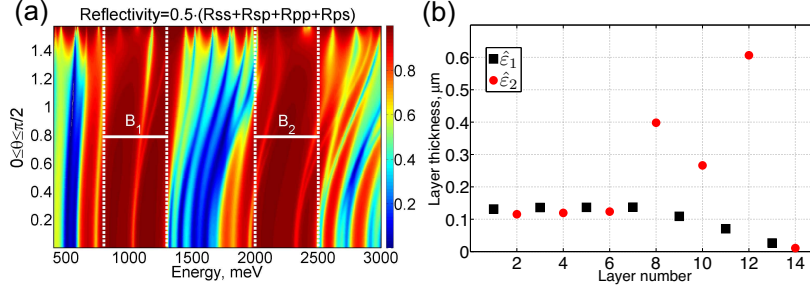 (a)
Reflectivity=0.5·(Rss+Rsp+Rpp+Rps)
0≤θ≤π/2
1.4
1.2
1
0.8
0.6
0.4
0.2
B₁
B₂
400 1000 2000 3000
Energy, meV
0.8
0.6
0.4
0.2
(b)
Layer thickness, μm
0.6
0.5
0.4
0.3
0.2
0.1
0
ε̂₁
ε̂₂
2 4 6 8 10 12 14
Layer number